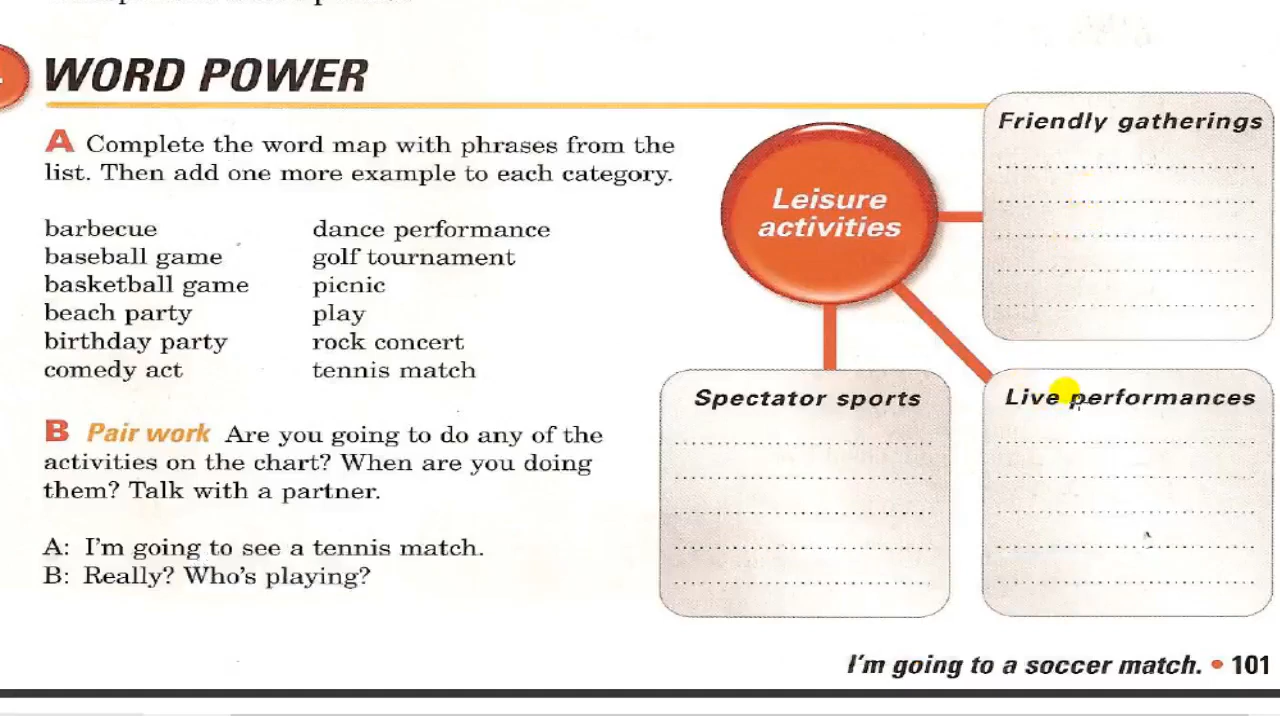 WORD POWER
A Complete the word map with phrases from the
list. Then add one more example to each category.
barbecue
baseball game
basketball game
beach party
birthday party
comedy act
dance performance
golf tournament
picnic
play
rock concert
tennis match
B Pair work Are you going to do any of the
activities on the chart? When are you doing
them? Talk with a partner.
A: I'm going to see a tennis match.
B: Really? Who's playing?
Leisure
activities
Friendly gatherings
Spectator sports
Live performances
I'm going to a soccer match. • 101